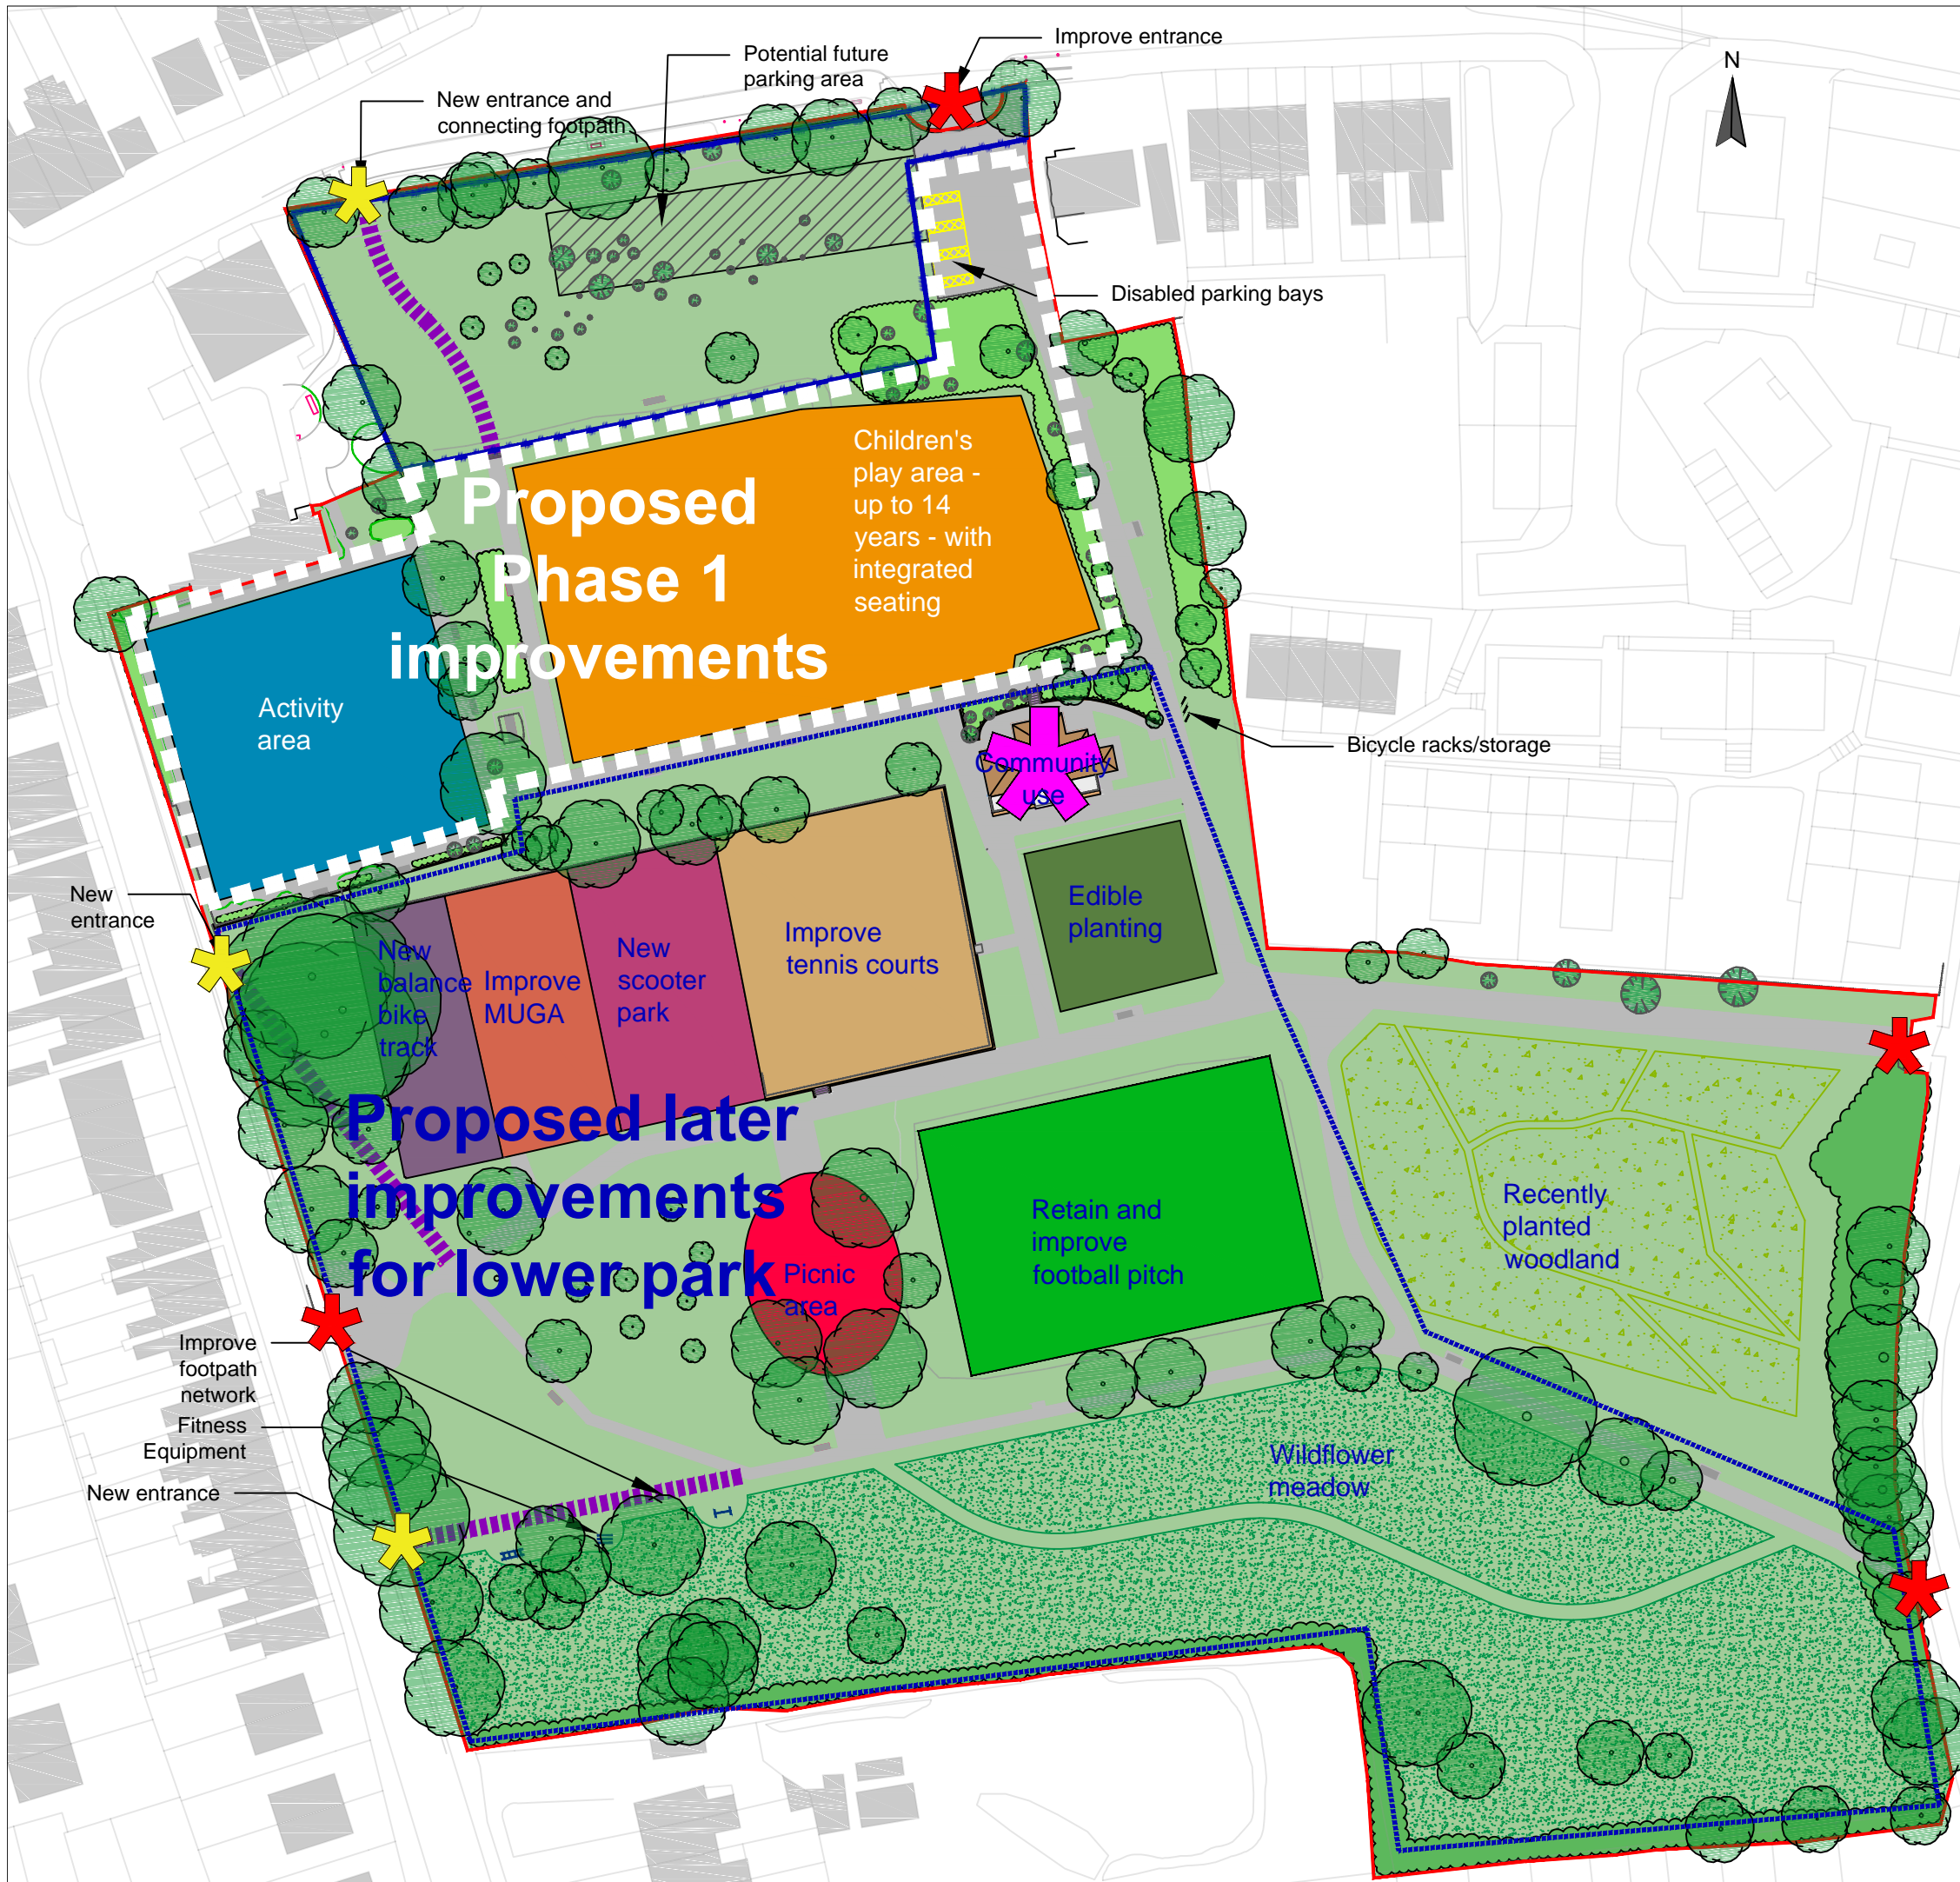 Improve entrance
Potential future
parking area
N
New entrance and
connecting footpath
Disabled parking bays
Children's
play area -
up to 14
years - with
integrated
seating
Proposed
Phase 1
improvements
Activity
area
Bicycle racks/storage
Community
use
New
entrance
Edible
planting
Improve
tennis courts
New
scooter
park
Improve
MUGA
New
balance
bike
track
Proposed later
improvements
for lower park
Picnic
area
Retain and
improve
football pitch
Recently
planted
woodland
Improve
footpath
network
Fitness
Equipment
New entrance
Wildflower
meadow